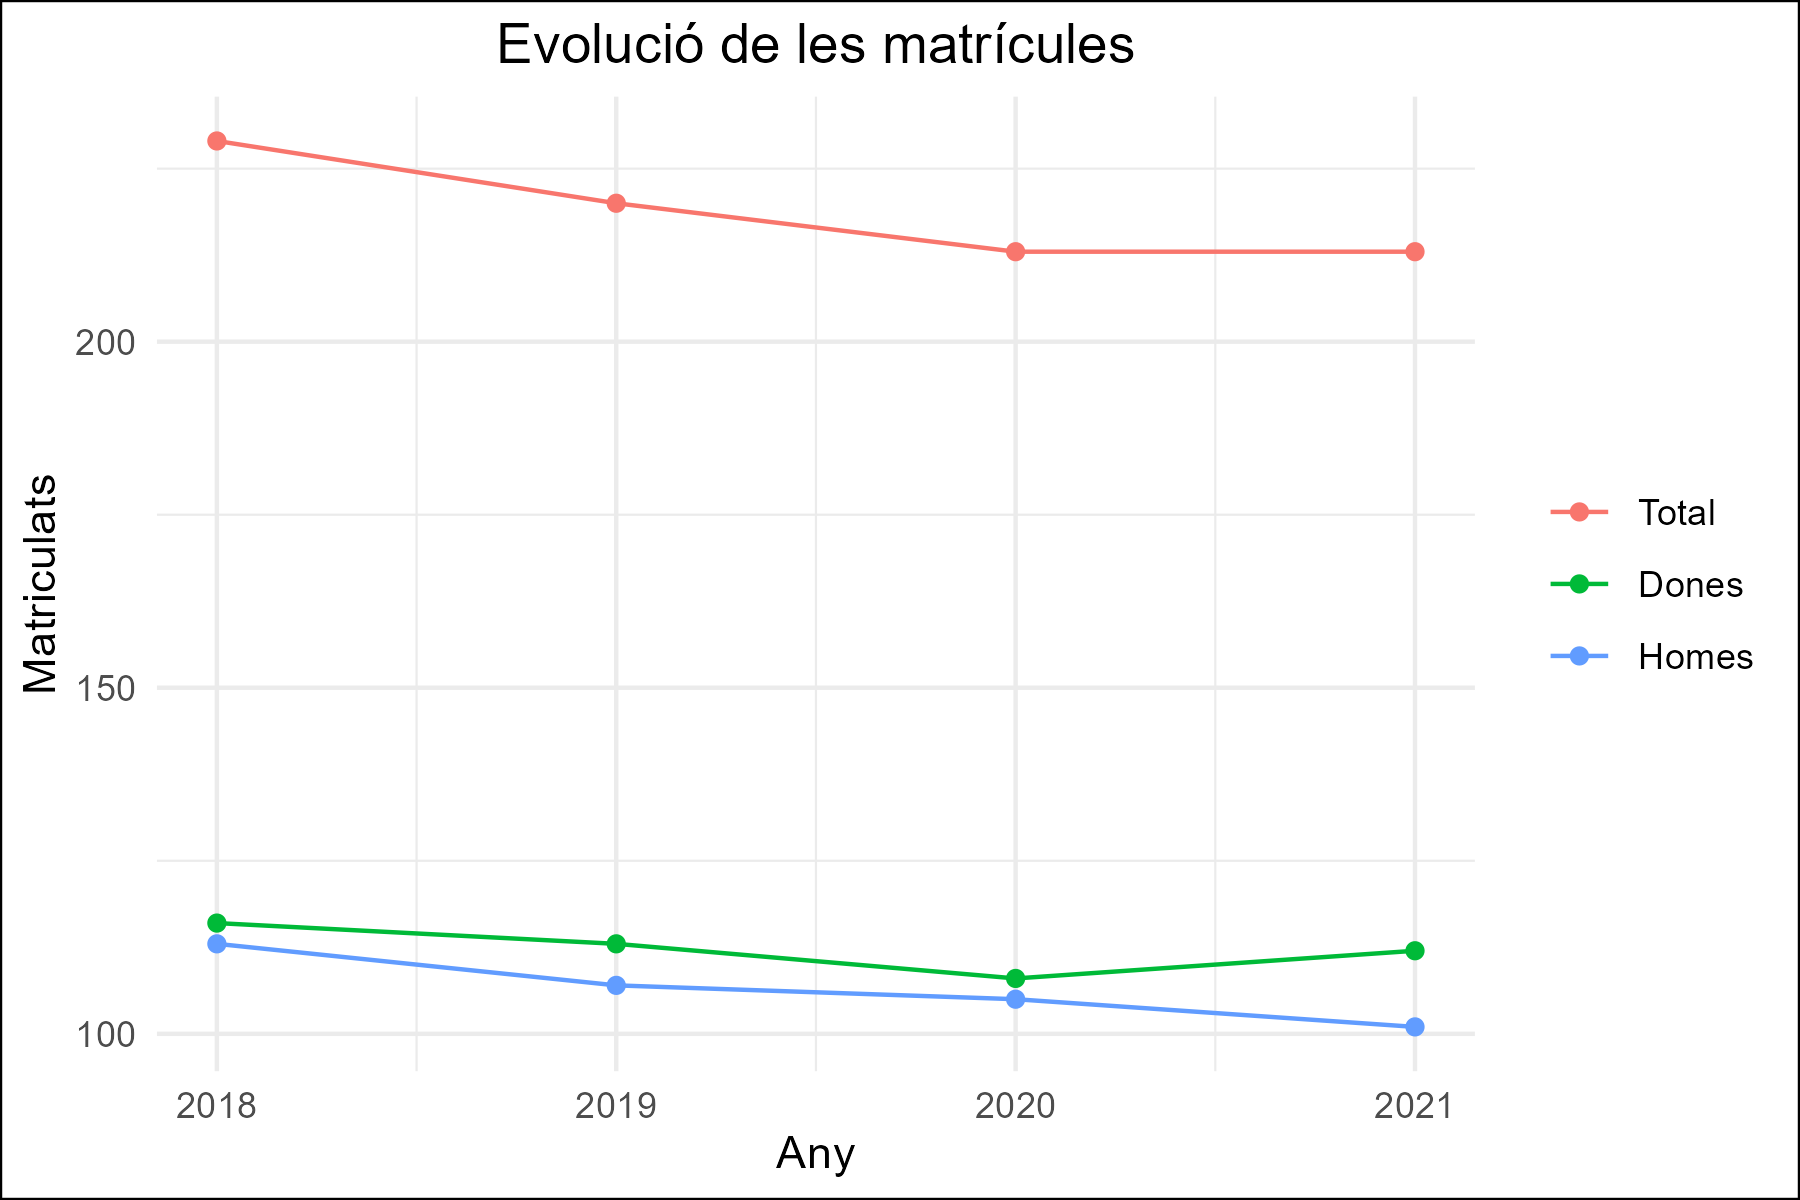 Evolució de les matrícules
Matriculats
200
150
100
2018
2019
2020
2021
Any
Total
Dones
Homes